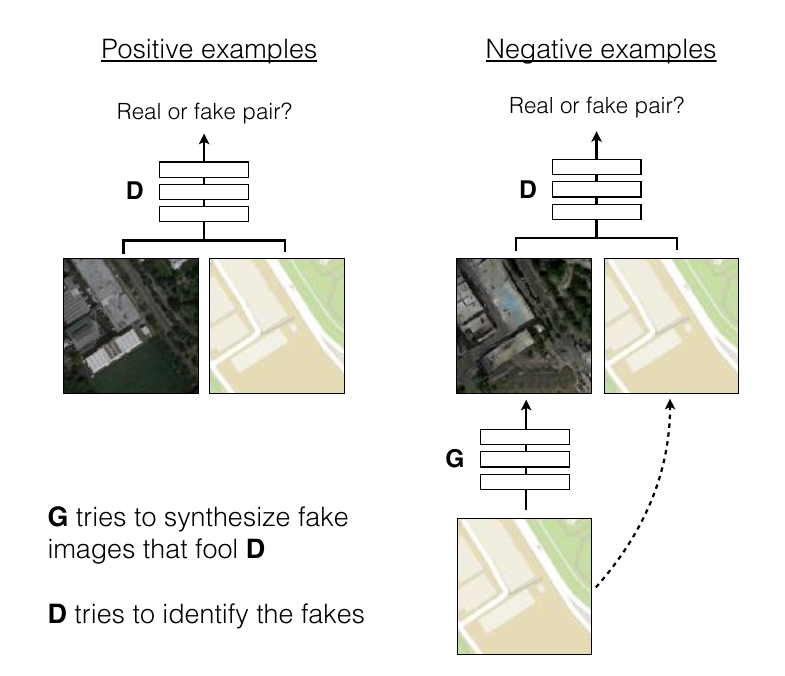 Positive examples
Real or fake pair?
D
Negative examples
Real or fake pair?
D
G
G tries to synthesize fake
images that fool D
D tries to identify the fakes